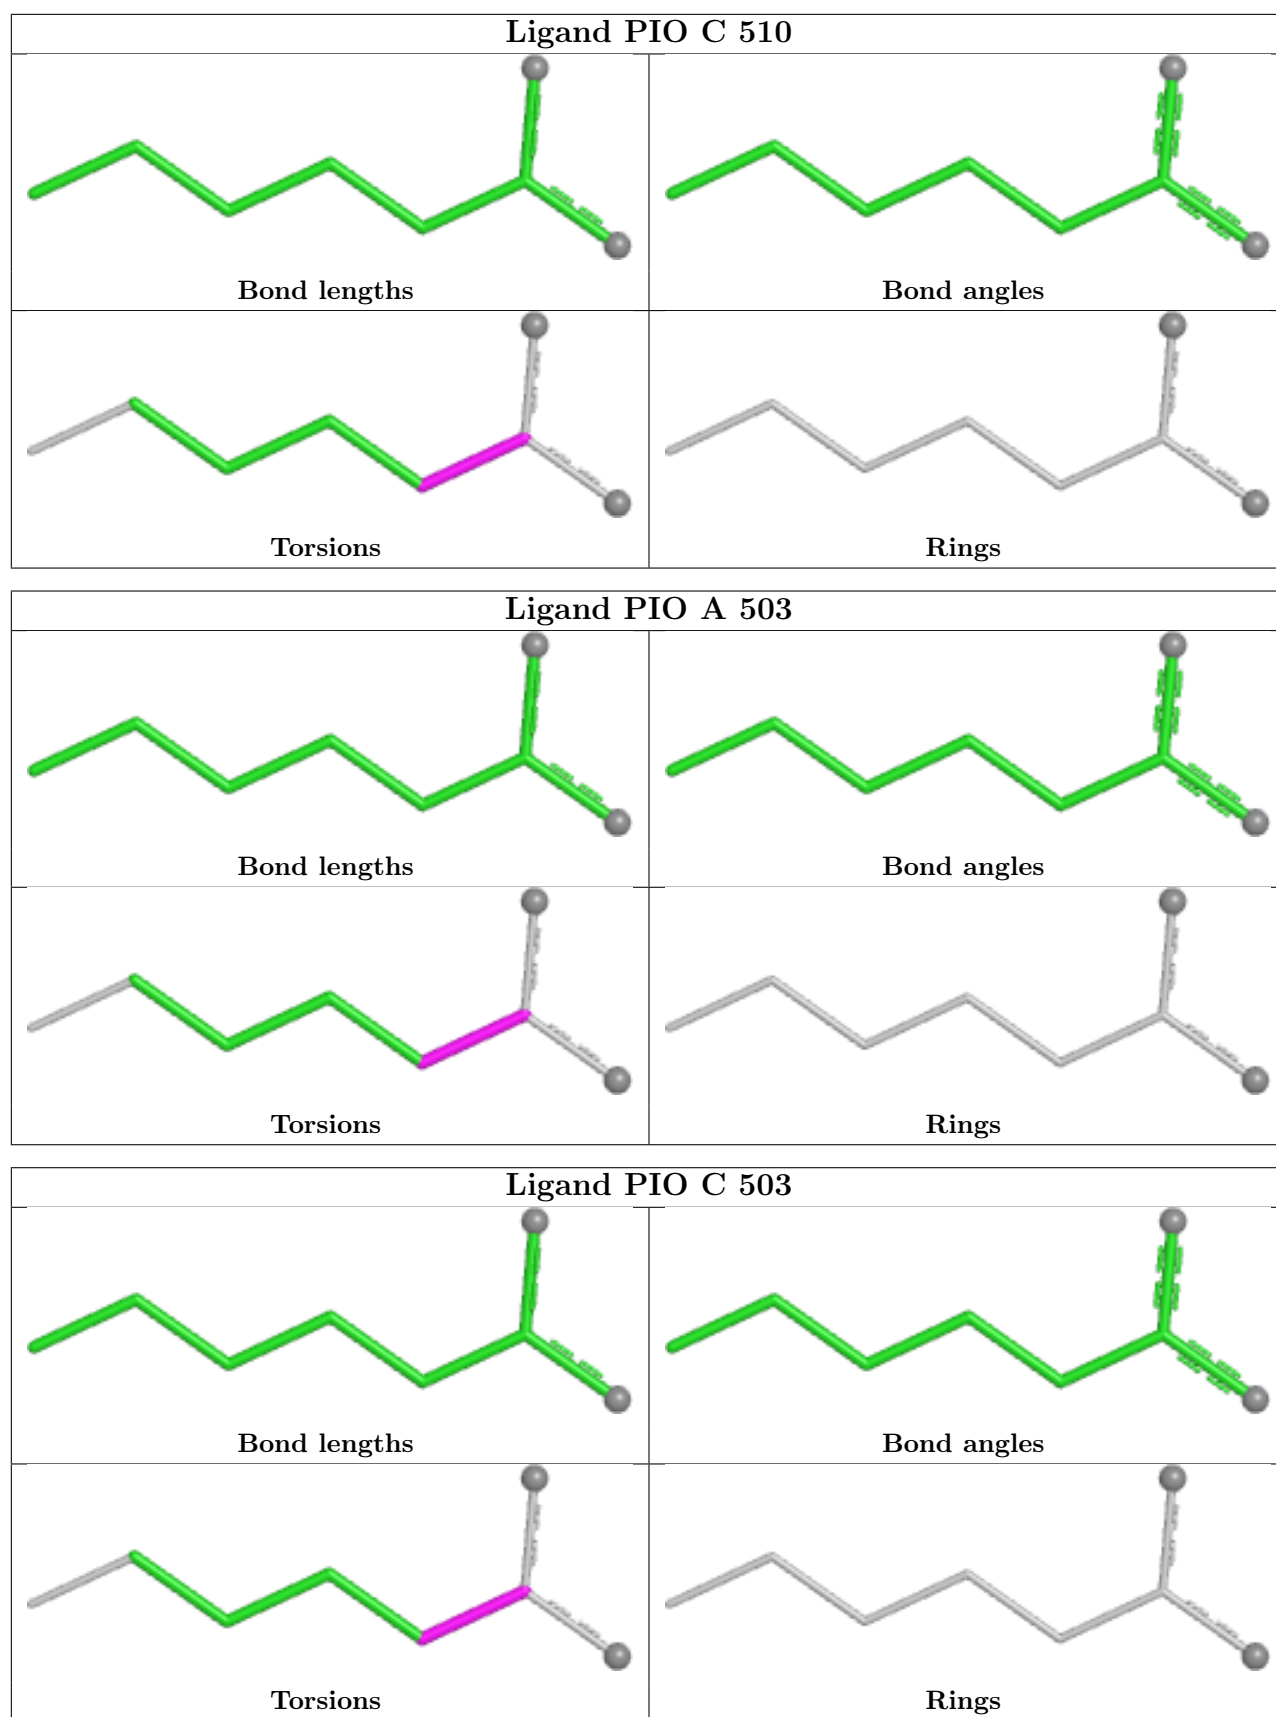 Ligand PIO C 510
Bond lengths
Bond angles
Torsions
Rings
Ligand PIO A 503
Bond lengths
Bond angles
Torsions
Rings
Ligand PIO C 503
Bond lengths
Bond angles
Torsions
Rings